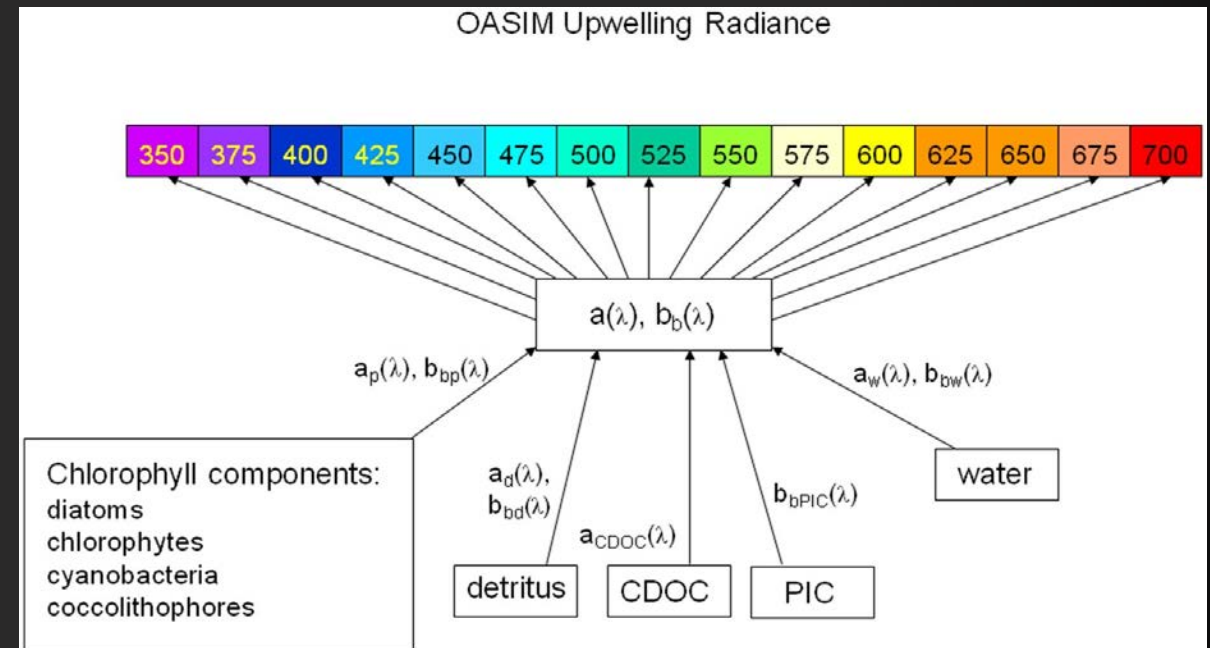 OASIM Upwelling Radiance
350 375 400 425 450 475 500 525 550 575 600 625 650 675 700
a(λ), b_b(λ)
a_p(λ), b_bp(λ)
a_w(λ), b_bw(λ)
Chlorophyll components:
diatoms
chlorophytes
cyanobacteria
coccolithophores
a_d(λ),
b_bd(λ)
a_CDOC(λ)
b_bPIC(λ)
water
detritus
CDOC
PIC